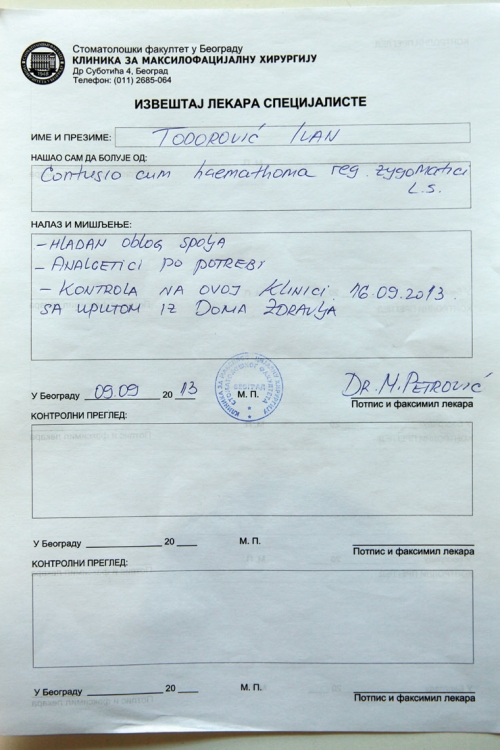 Стоматолошки факултет у Београду
КЛИНИКА ЗА МАКСИЛОФАЦИЈАЛНУ ХИРУРГИЈУ
Др Суботића 4, Београд
Телефон: (011) 2685-064
ИЗВЕШТАЈ ЛЕКАРА СПЕЦИЈАЛИСТЕ
ИМЕ И ПРЕЗИМЕ: TODOROVIĆ ILAN
НАШАО САМ ДА БОЛУЈЕ ОД:
Contusio cum haemathoma reg. zygomatici
L.S.
НАЛАЗ И МИШЉЕЊЕ:
- HLADAN oblog spolja
- ANALGETICI PO POTREBI
- KONTROLA NA OVOJ KLINICI 16.09.2013.
SA UPUTOM IZ DOMA ZDRAVLJA
У Београду 09.09 20 13 М. П. DR. M. PETROVIĆ
Потпис и факсимил лекара
КОНТРОЛНИ ПРЕГЛЕД:
У Београду 20 М. П.
Потпис и факсимил лекара
КОНТРОЛНИ ПРЕГЛЕД:
У Београду 20 М. П.
Потпис и факсимил лекара